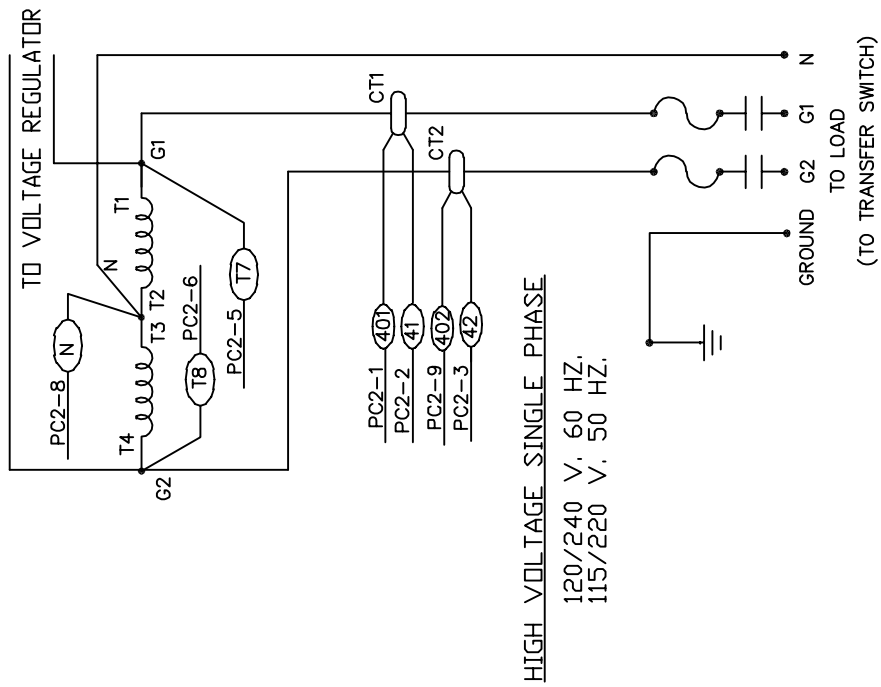 TO VOLTAGE REGULATOR
G1
T1
T2
N
T3
T4
G2
N
PC2-8
T8
PC2-6
T7
PC2-5
CT1
CT2
401
PC2-1
41
PC2-2
402
PC2-9
42
PC2-3
N
G1
G2
GROUND
TO LOAD
(TO TRANSFER SWITCH)
HIGH VOLTAGE SINGLE PHASE
120/240 V. 60 HZ.
115/220 V. 50 HZ.